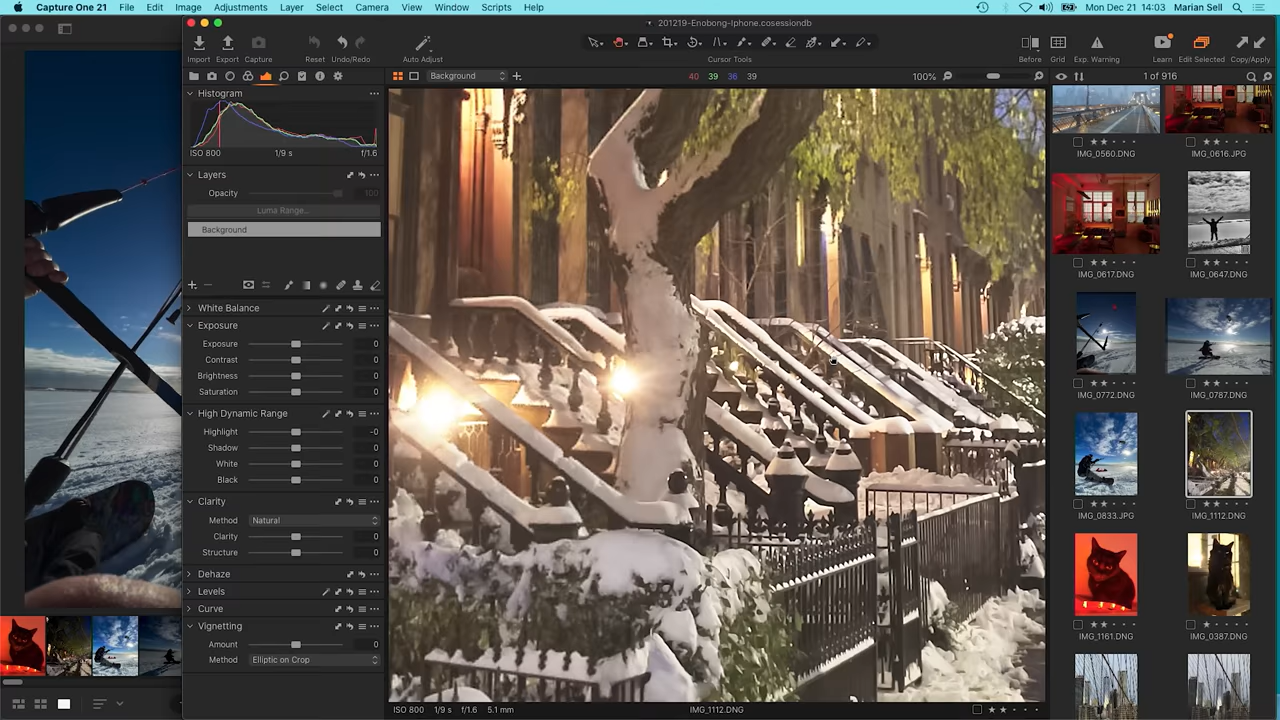 Capture One 21 File Edit Image Adjustments Layer Select Camera View Window Scripts Help Mon Dec 21 14:03 Marian Sell
201219-Enobong-Iphone.cosessiondb
Import Export Capture Reset Undo/Redo Auto Adjust Cursor Tools Before Grid Exp. Warning Learn Edit Selected Copy/Apply
Background 40 39 36 39 100% 1 of 916
Histogram
ISO 800 1/9 s f/1.6
Layers
Opacity 100
Luma Range...
Background
White Balance
Exposure
Exposure 0
Contrast 0
Brightness 0
Saturation 0
High Dynamic Range
Highlight -0
Shadow 0
White 0
Black 0
Clarity
Method Natural
Clarity 0
Structure 0
Dehaze
Levels
Curve
Vignetting
Amount 0
Method Elliptic on Crop
ISO 800 1/9 s f/1.6 5.1 mm IMG_1112.DNG
IMG_0560.DNG IMG_0616.JPG
IMG_0617.DNG IMG_0647.DNG
IMG_0772.DNG IMG_0787.DNG
IMG_0833.JPG IMG_1112.DNG
IMG_1161.DNG IMG_0387.DNG